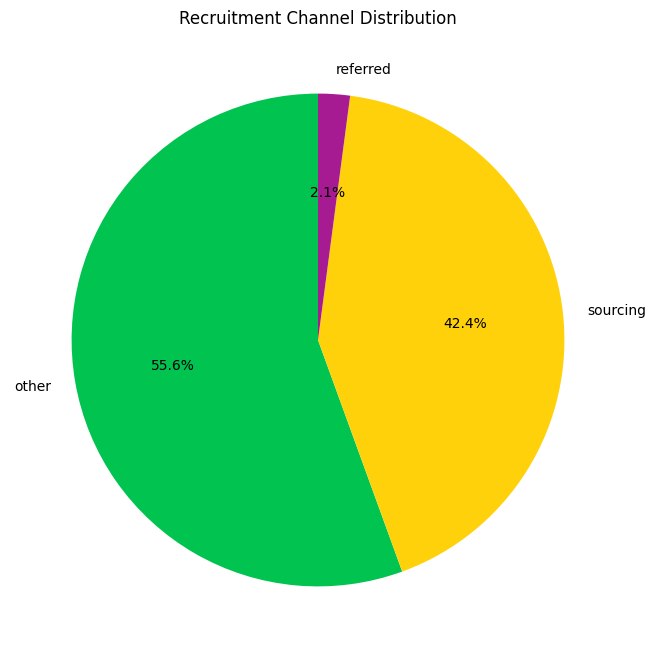 Recruitment Channel Distribution
referred
2.1%
sourcing
42.4%
55.6%
other